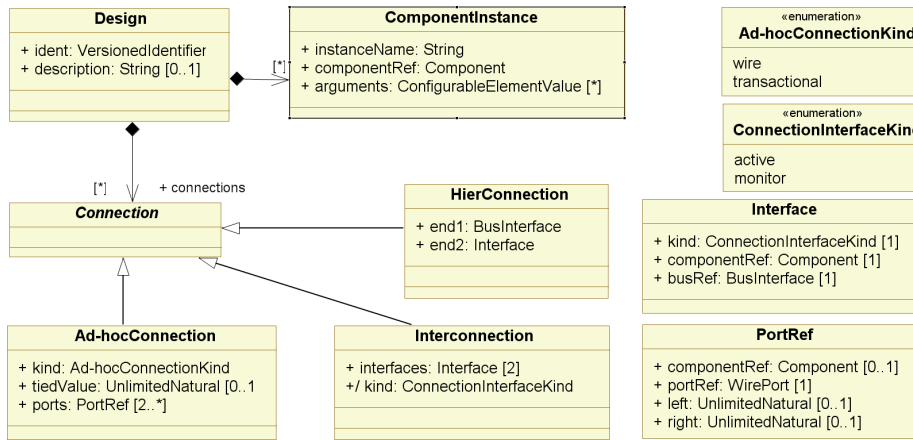 Design
+ ident: VersionedIdentifier
+ description: String [0..1]
[*]
ComponentInstance
+ instanceName: String
+ componentRef: Component
+ arguments: ConfigurableElementValue [*]
«enumeration»
Ad-hocConnectionKind
wire
transactional
«enumeration»
ConnectionInterfaceKind
active
monitor
[*]
+ connections
Connection
HierConnection
+ end1: BusInterface
+ end2: Interface
Interface
+ kind: ConnectionInterfaceKind [1]
+ componentRef: Component [1]
+ busRef: BusInterface [1]
Ad-hocConnection
+ kind: Ad-hocConnectionKind
+ tiedValue: UnlimitedNatural [0..1
+ ports: PortRef [2..*]
Interconnection
+ interfaces: Interface [2]
+/ kind: ConnectionInterfaceKind
PortRef
+ componentRef: Component [0..1]
+ portRef: WirePort [1]
+ left: UnlimitedNatural [0..1]
+ right: UnlimitedNatural [0..1]